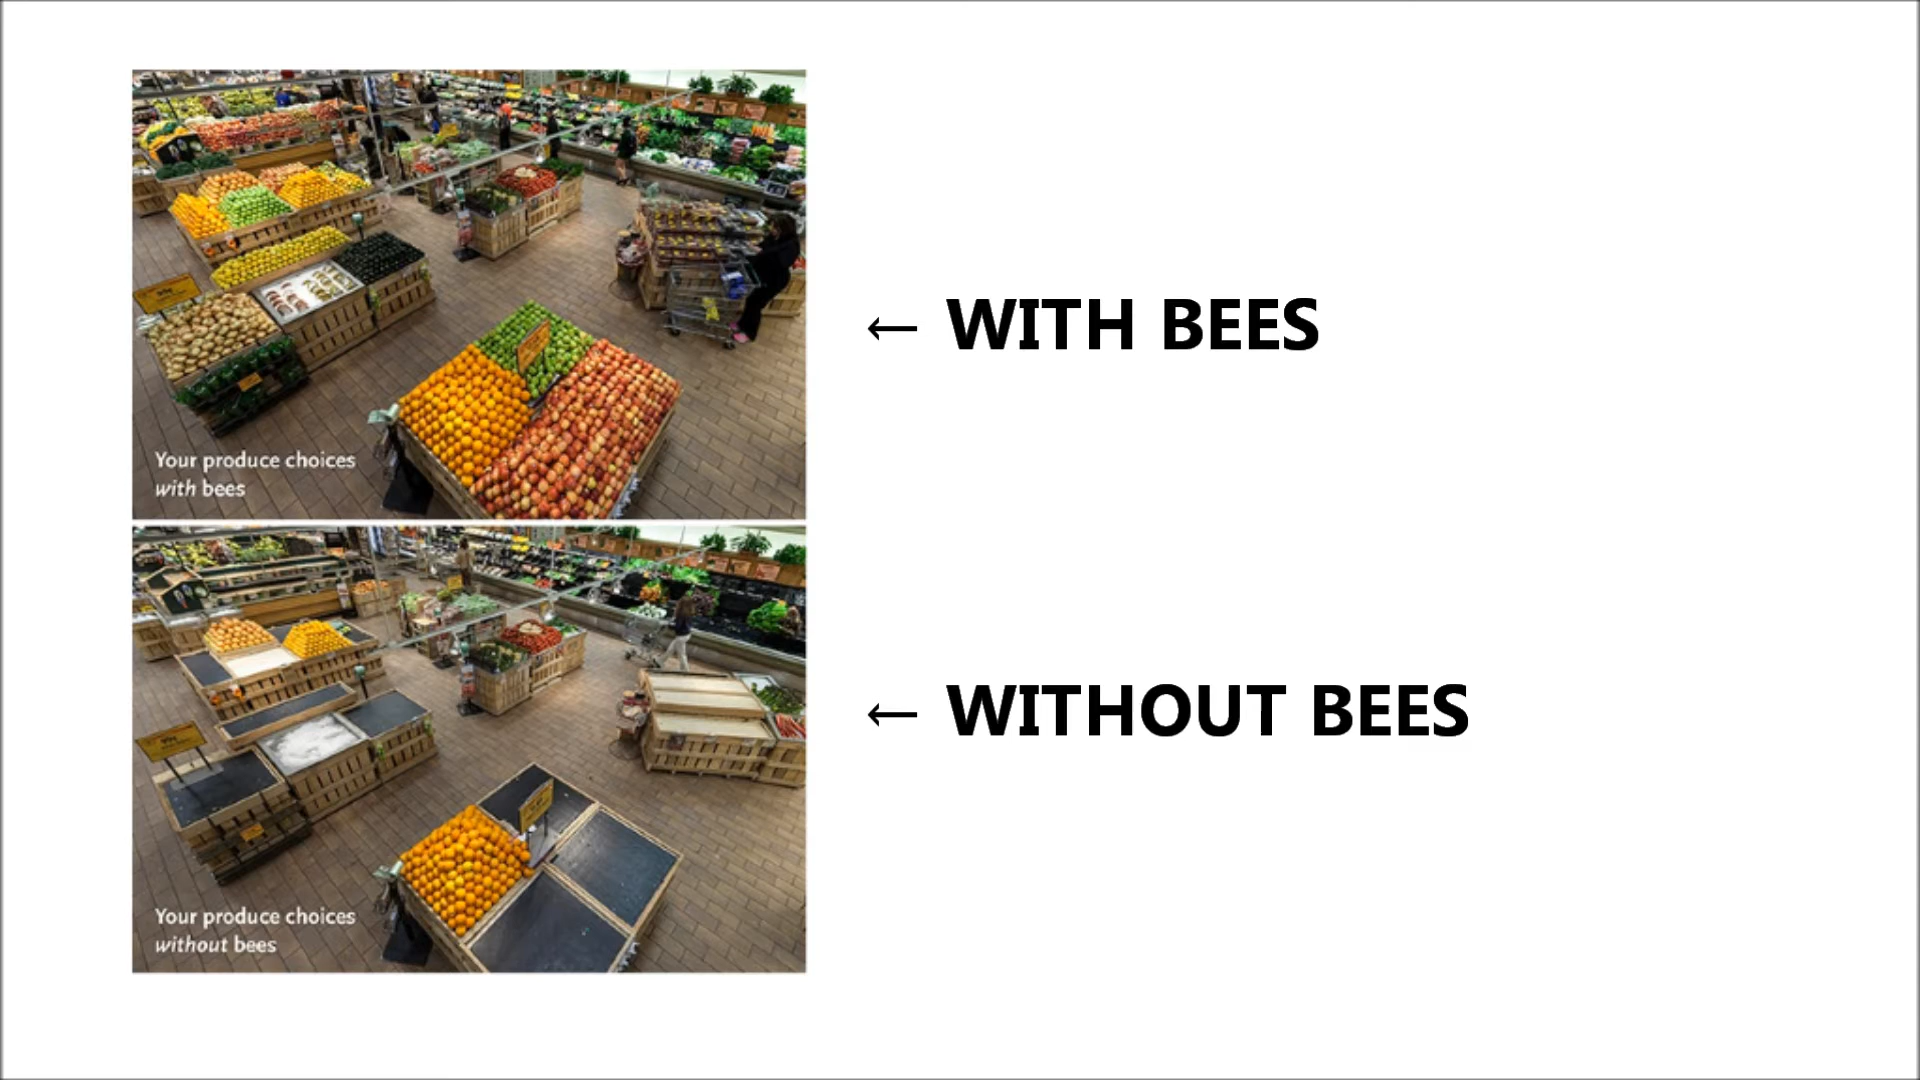 Your produce choices
with bees
← WITH BEES
Your produce choices
without bees
← WITHOUT BEES